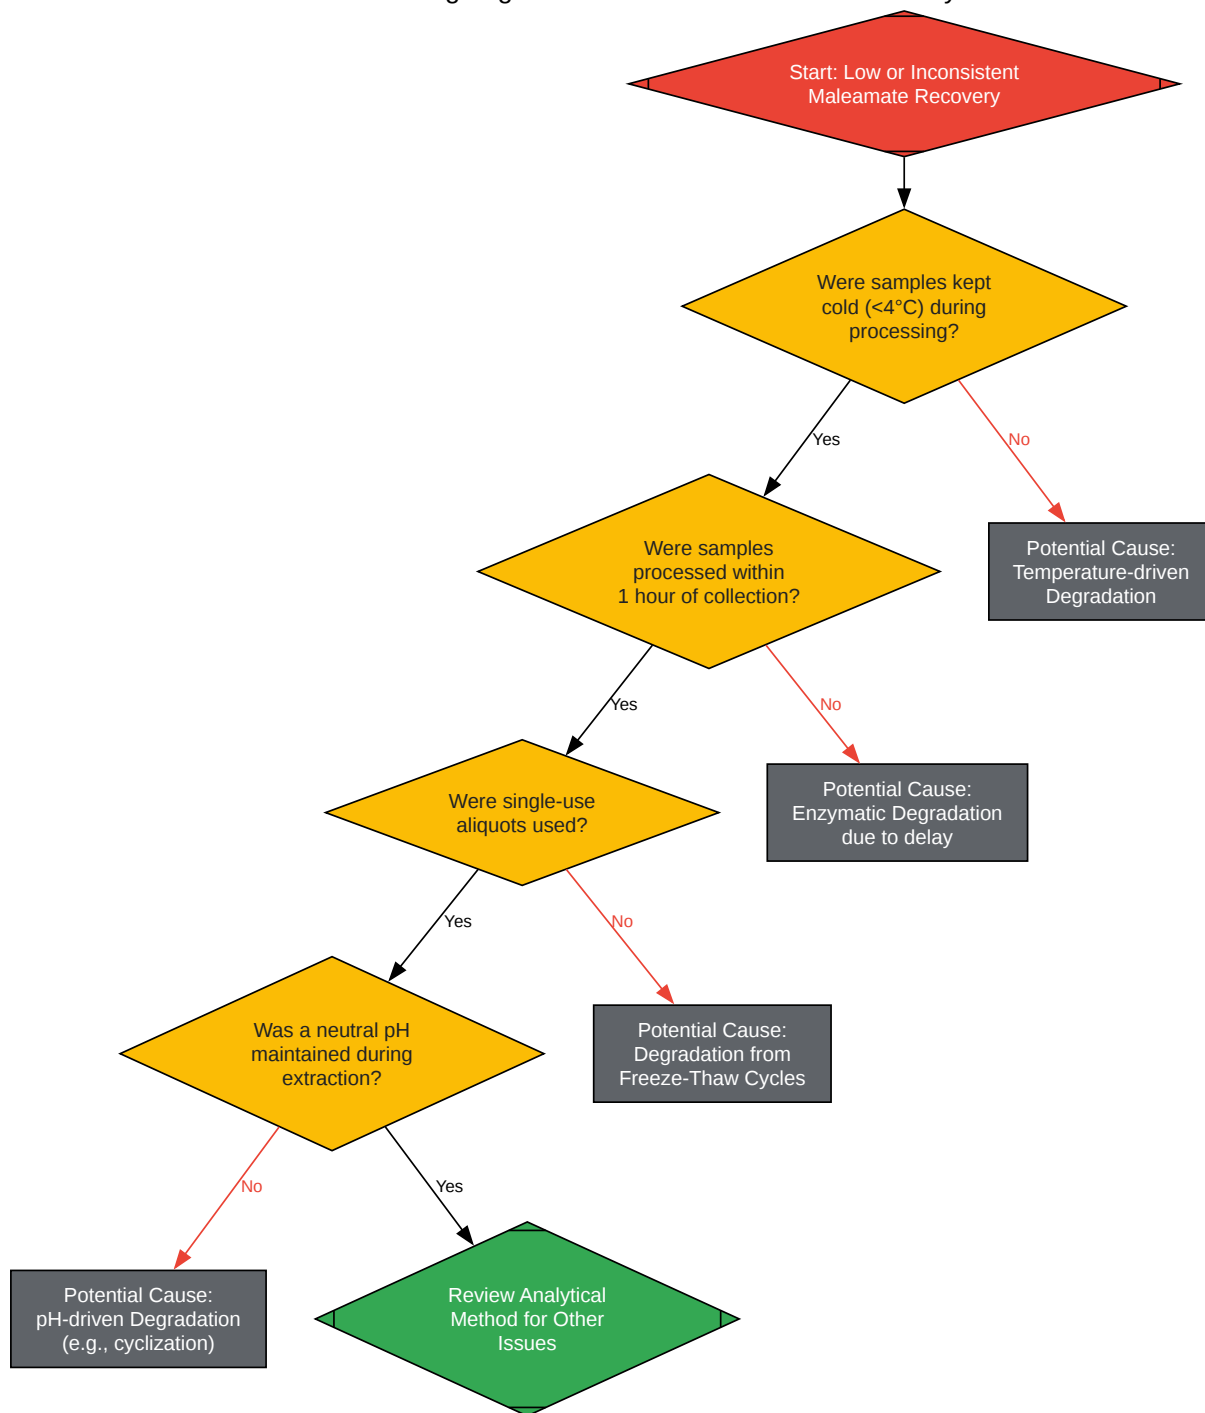 Start: Low or Inconsistent
Maleamate Recovery
Were samples kept
cold (<4°C) during
processing?
Yes
No
Were samples
processed within
1 hour of collection?
Potential Cause:
Temperature-driven
Degradation
Yes
No
Were single-use
aliquots used?
Potential Cause:
Enzymatic Degradation
due to delay
Yes
No
Was a neutral pH
maintained during
extraction?
Potential Cause:
Degradation from
Freeze-Thaw Cycles
No
Yes
Potential Cause:
pH-driven Degradation
(e.g., cyclization)
Review Analytical
Method for Other
Issues